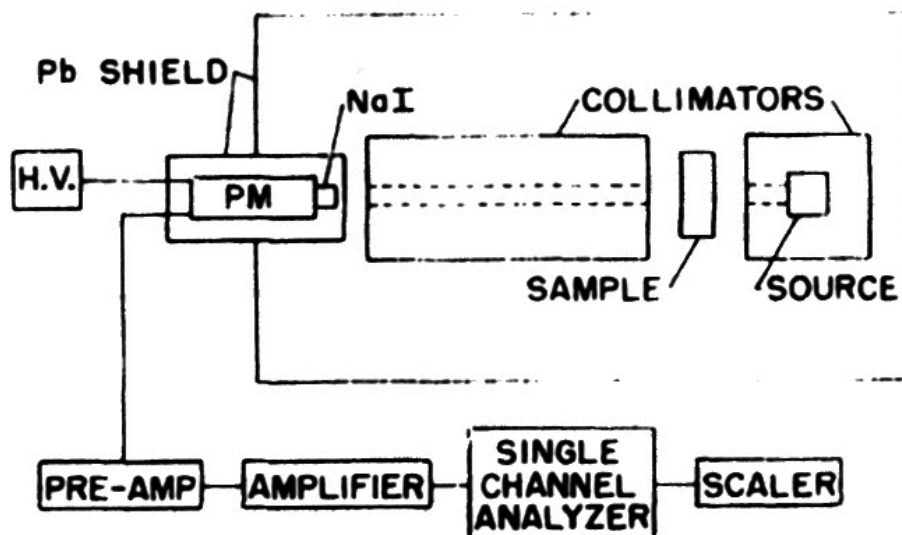 Pb SHIELD
NaI
COLLIMATORS
H.V.
PM
SAMPLE
SOURCE
PRE-AMP
AMPLIFIER
SINGLE
CHANNEL
ANALYZER
SCALER